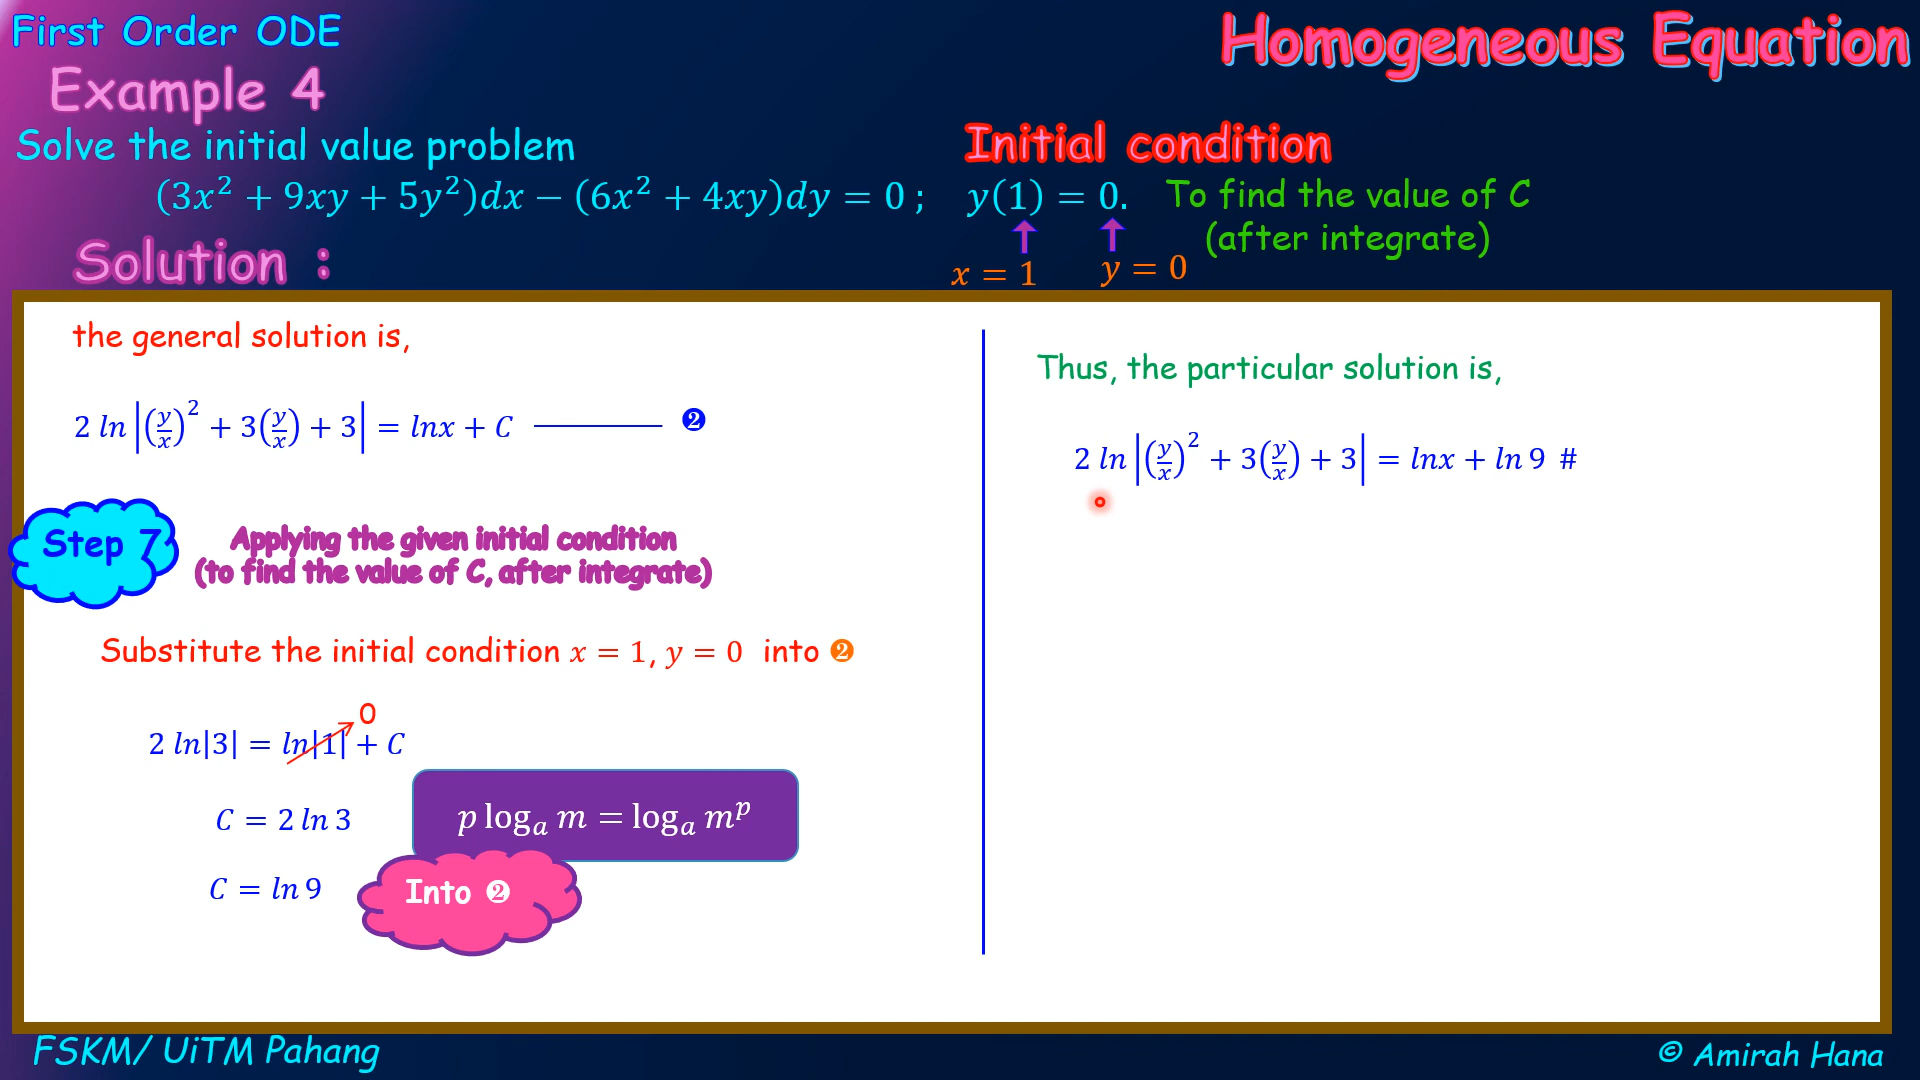 First Order ODE
Homogeneous Equation
Example 4
Solve the initial value problem
Initial condition
(3x² + 9xy + 5y²)dx − (6x² + 4xy)dy = 0 ; y(1) = 0. To find the value of C
(after integrate)
Solution :
x = 1 y = 0
the general solution is,
2 ln |(y/x)² + 3(y/x) + 3| = lnx + C ——— ❷
Step 7
Applying the given initial condition
(to find the value of C, after integrate)
Substitute the initial condition x = 1, y = 0 into ❷
0
2 ln|3| = ln|1| + C
C = 2 ln 3
p logₐ m = logₐ mᵖ
C = ln 9
Into ❷
Thus, the particular solution is,
2 ln |(y/x)² + 3(y/x) + 3| = lnx + ln 9 #
FSKM/ UiTM Pahang
© Amirah Hana